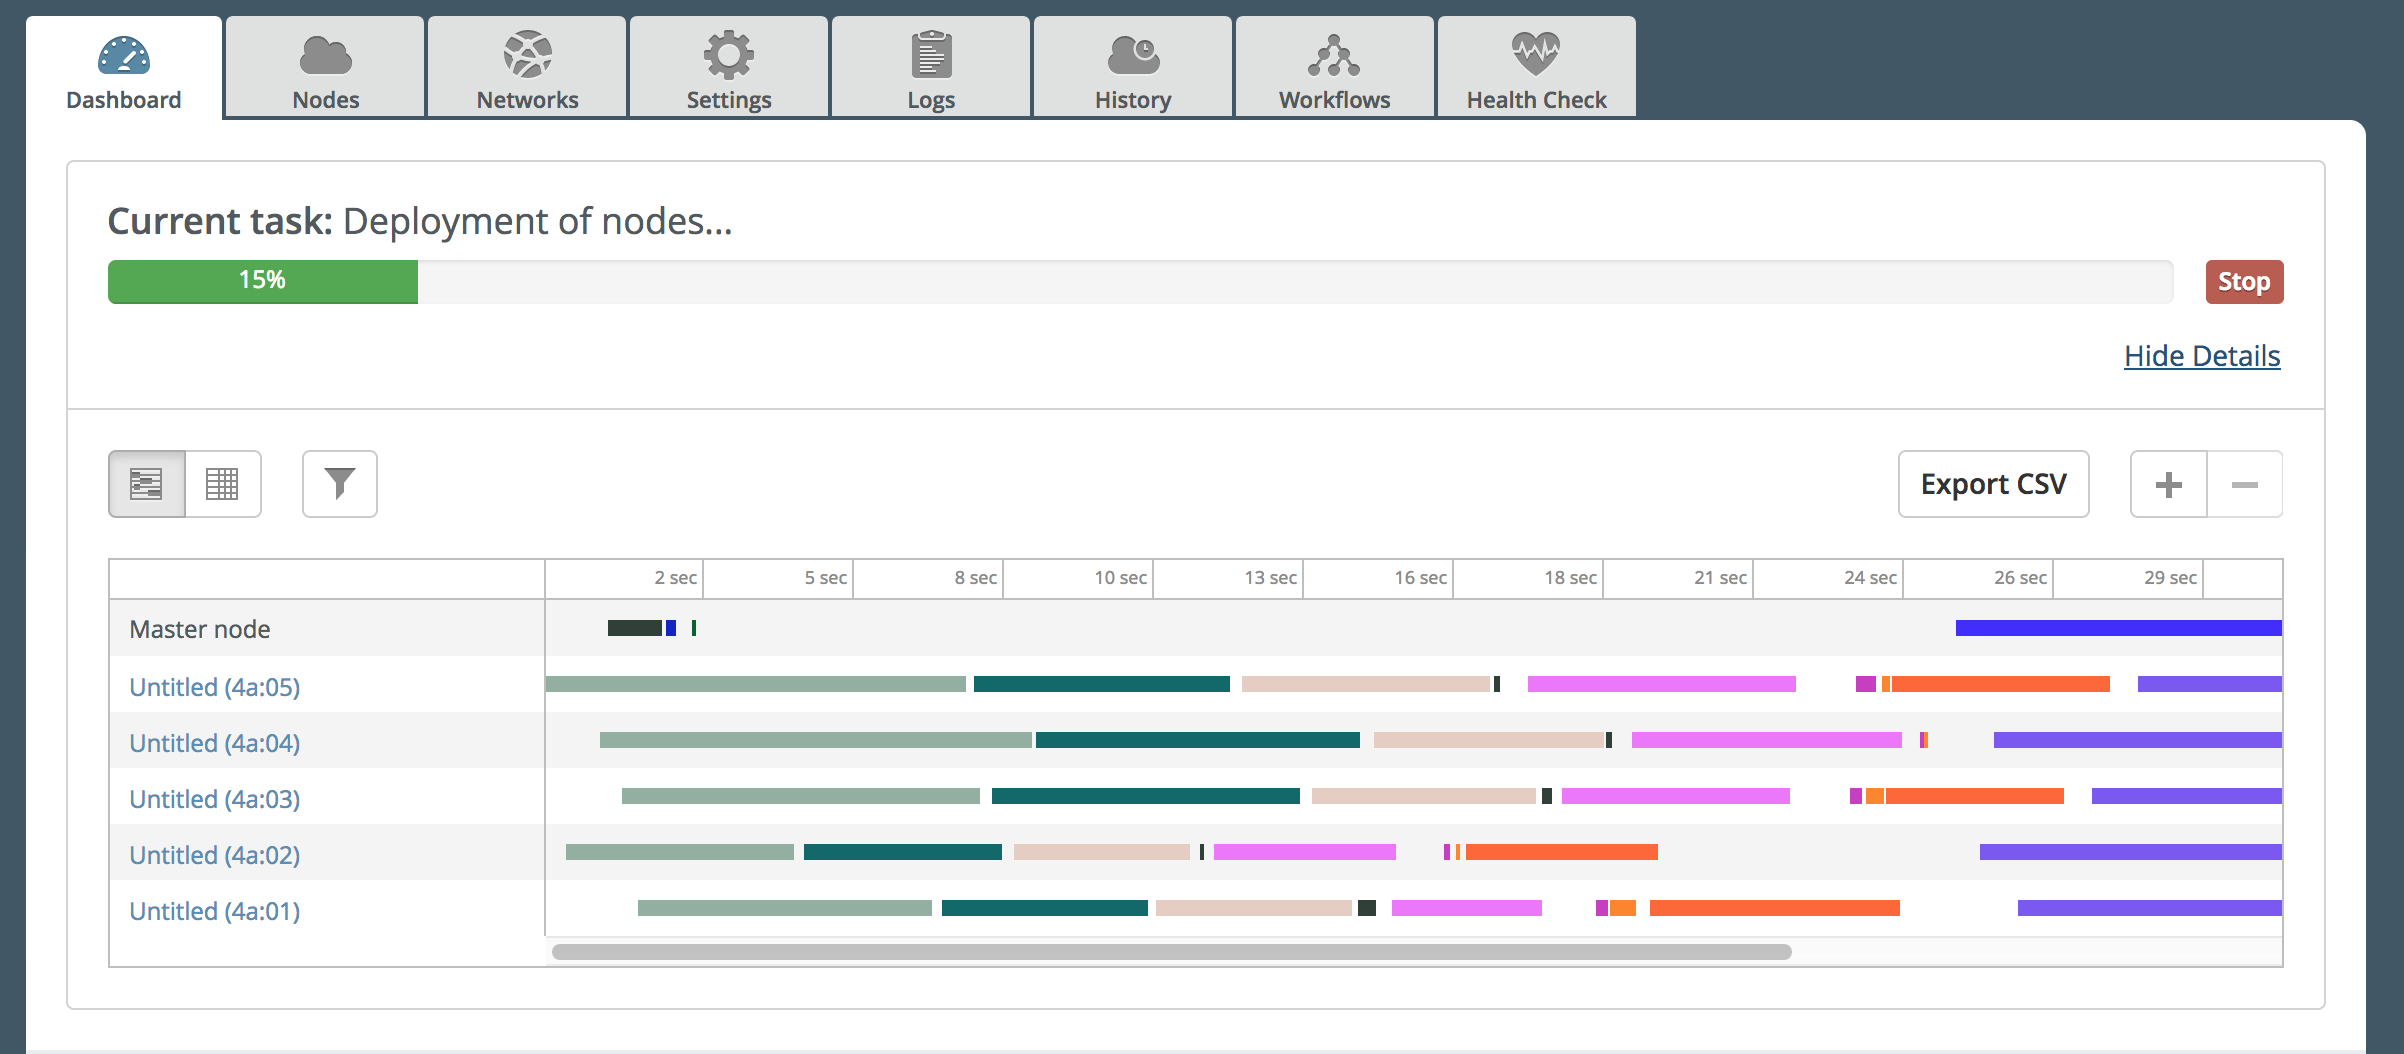 Dashboard
Nodes
Networks
Settings
Logs
History
Workflows
Health Check
Current task: Deployment of nodes...
15%
Stop
Hide Details
Export CSV
2 sec
5 sec
8 sec
10 sec
13 sec
16 sec
18 sec
21 sec
24 sec
26 sec
29 sec
Master node
Untitled (4a:05)
Untitled (4a:04)
Untitled (4a:03)
Untitled (4a:02)
Untitled (4a:01)